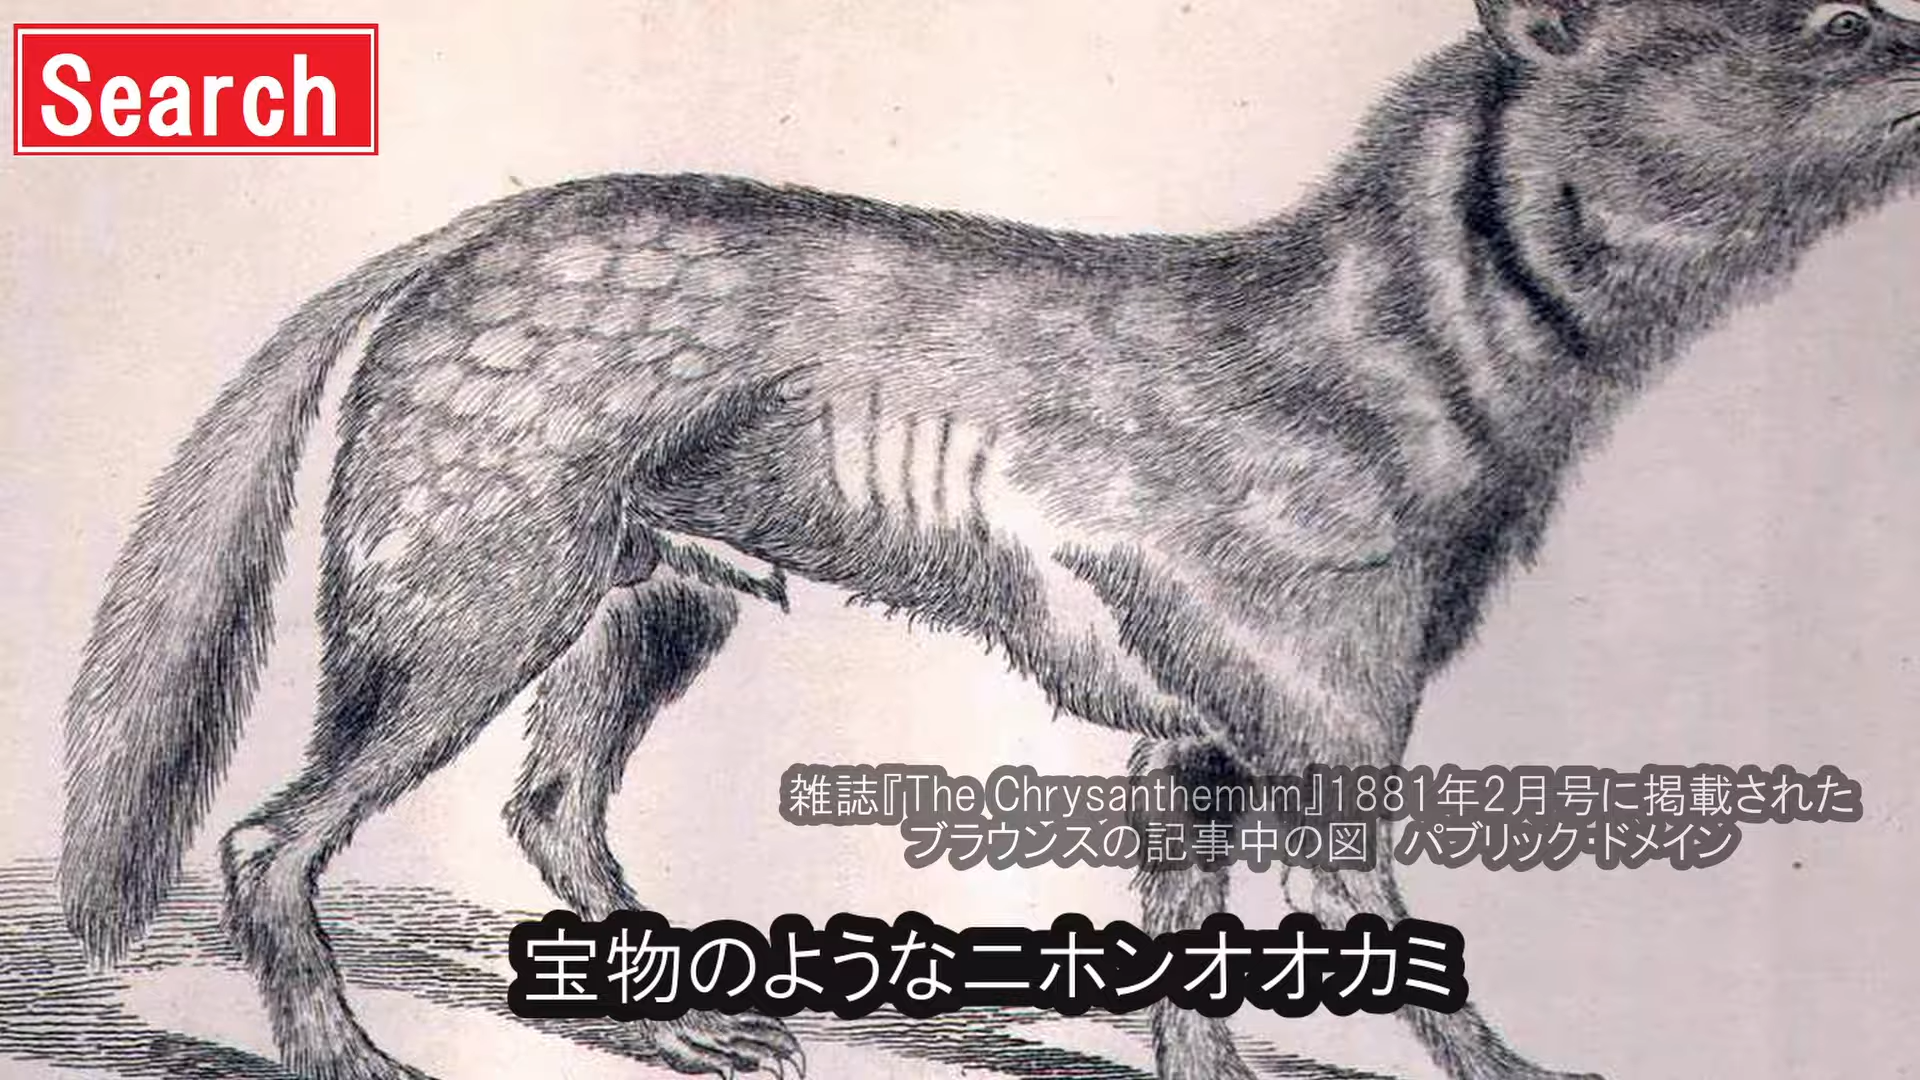 Search
雑誌『The Chrysanthemum』1881年2月号に掲載された
ブラウンスの記事中の図　パブリック・ドメイン
宝物のようなニホンオオカミ